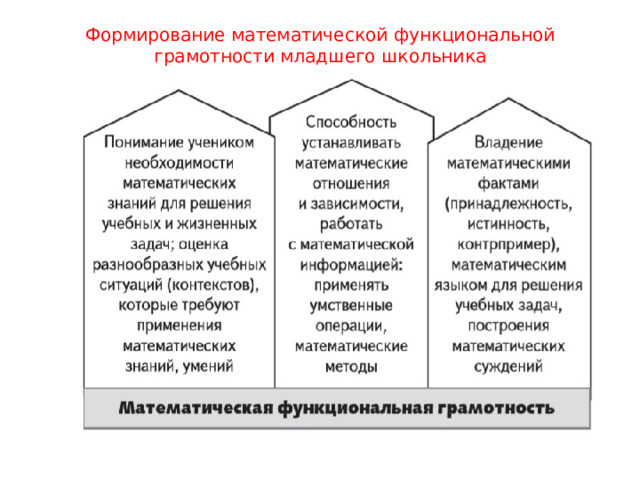 Формирование математической функциональной
грамотности младшего школьника
Понимание учеником
необходимости
математических
знаний для решения
учебных и жизненных
задач; оценка
разнообразных учебных
ситуаций (контекстов),
которые требуют
применения
математических
знаний, умений
Способность
устанавливать
математические
отношения
и зависимости,
работать
с математической
информацией:
применять
умственные
операции,
математические
методы
Владение
математическими
фактами
(принадлежность,
истинность,
контрпример),
математическим
языком для решения
учебных задач,
построения
математических
суждений
Математическая функциональная грамотность